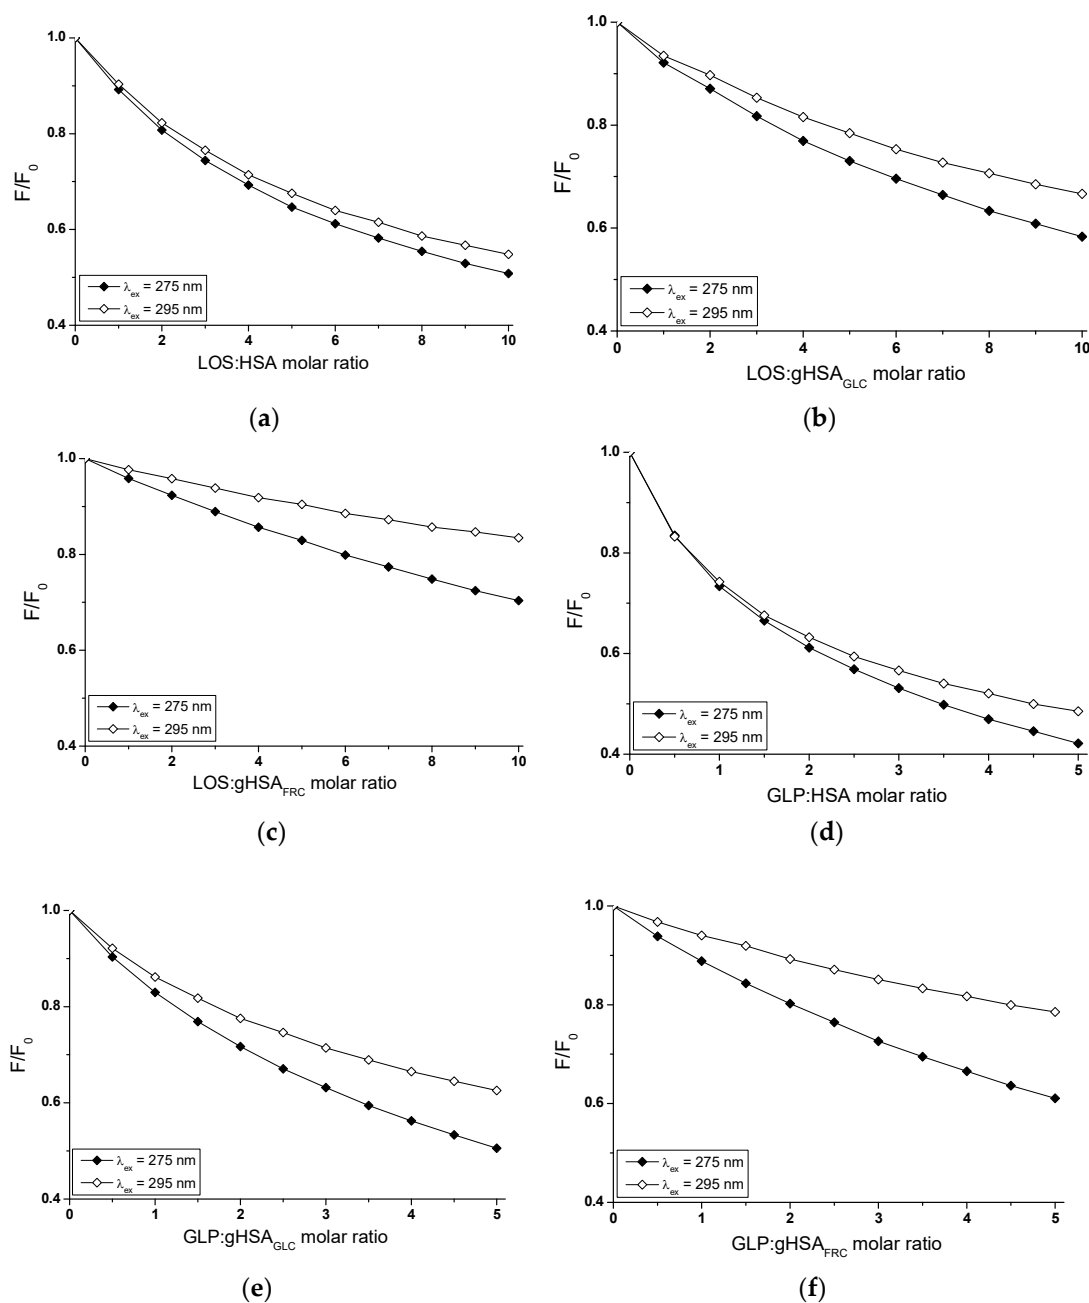 1.0
0.8
0.6
0.4
F/F0
λex = 275 nm
λex = 295 nm
0 2 4 6 8 10
LOS:HSA molar ratio
(a)
1.0
0.8
0.6
0.4
F/F0
λex = 275 nm
λex = 295 nm
0 2 4 6 8 10
LOS:gHSAGLC molar ratio
(b)
1.0
0.8
0.6
0.4
F/F0
λex = 275 nm
λex = 295 nm
0 2 4 6 8 10
LOS:gHSAFRC molar ratio
(c)
1.0
0.8
0.6
0.4
F/F0
λex = 275 nm
λex = 295 nm
0 1 2 3 4 5
GLP:HSA molar ratio
(d)
1.0
0.8
0.6
0.4
F/F0
λex = 275 nm
λex = 295 nm
0 1 2 3 4 5
GLP:gHSAGLC molar ratio
(e)
1.0
0.8
0.6
0.4
F/F0
λex = 275 nm
λex = 295 nm
0 1 2 3 4 5
GLP:gHSAFRC molar ratio
(f)